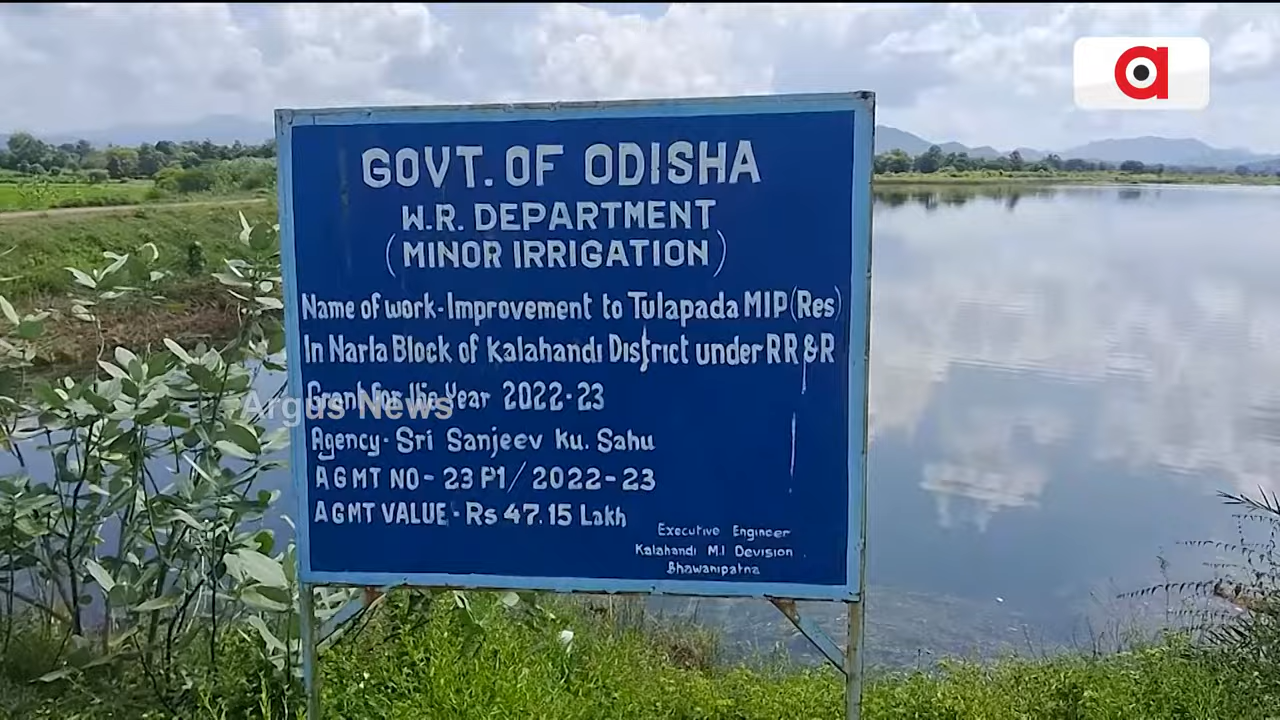 GOVT. OF ODISHA
W.R. DEPARTMENT
(MINOR IRRIGATION)
Name of work-Improvement to Tulapada MIP (Res)
In Narla Block of Kalahandi District under RR&R
Grant for the Year 2022-23
Argus News
Agency- Sri Sanjeev Ku. Sahu
AGMT NO- 23 P1/2022-23
AGMT VALUE- Rs 47.15 Lakh
Executive Engineer
Kalahandi M.I Devision
Bhawanipatna